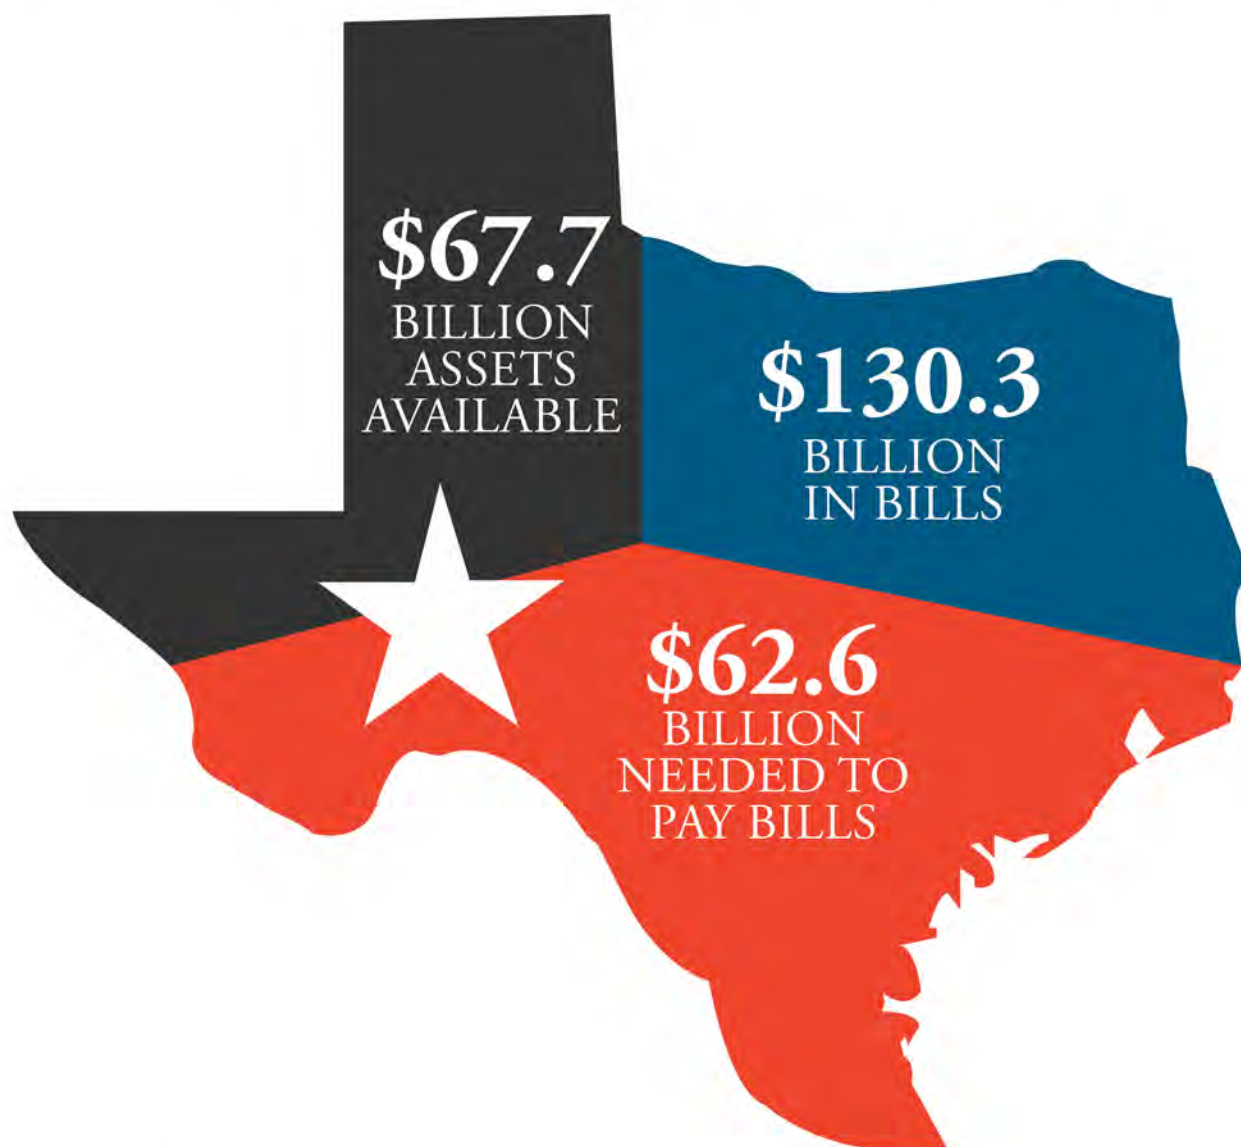 $67.7
BILLION
ASSETS
AVAILABLE
$130.3
BILLION
IN BILLS
$62.6
BILLION
NEEDED TO
PAY BILLS